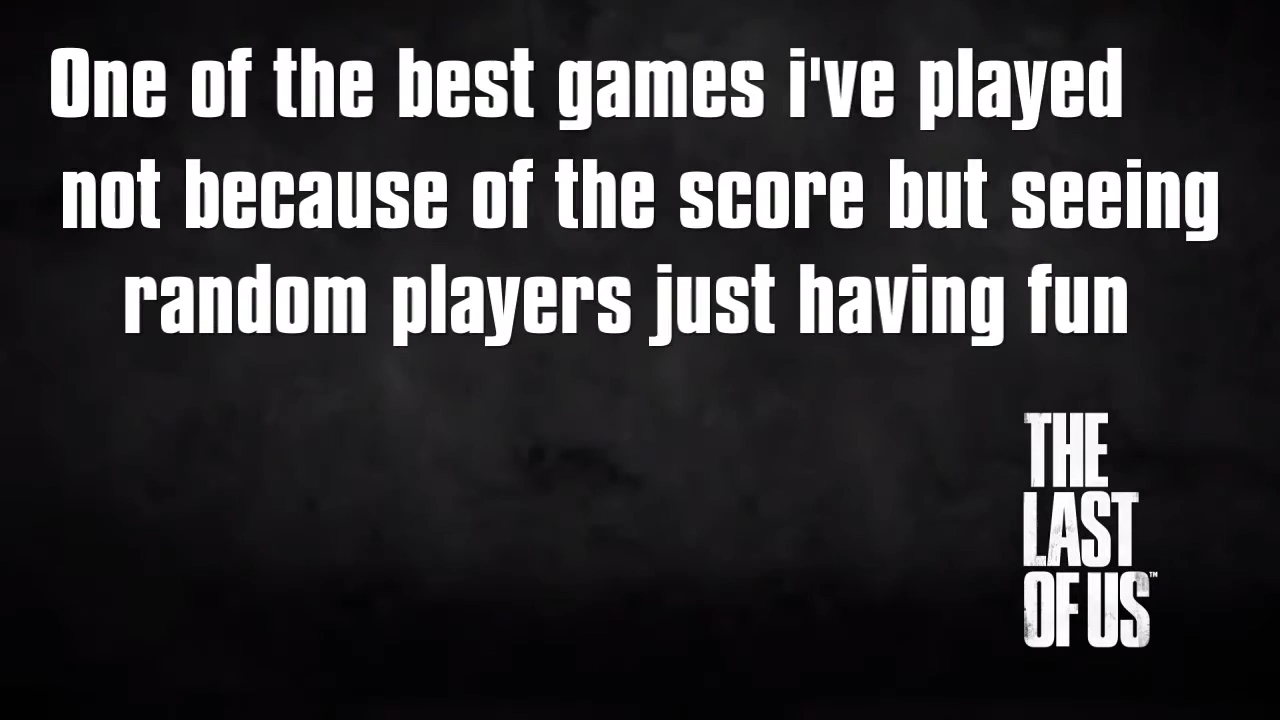 One of the best games i've played
not because of the score but seeing
random players just having fun
THE
LAST
OF US™